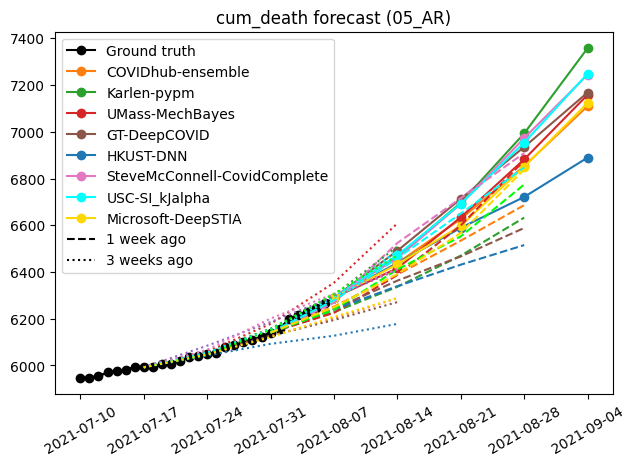 cum_death forecast (05_AR)
7400
7200
7000
6800
6600
6400
6200
6000
Ground truth
COVIDhub-ensemble
Karlen-pypm
UMass-MechBayes
GT-DeepCOVID
HKUST-DNN
SteveMcConnell-CovidComplete
USC-SI_kJalpha
Microsoft-DeepSTIA
1 week ago
3 weeks ago
2021-07-10
2021-07-17
2021-07-24
2021-07-31
2021-08-07
2021-08-14
2021-08-21
2021-08-28
2021-09-04